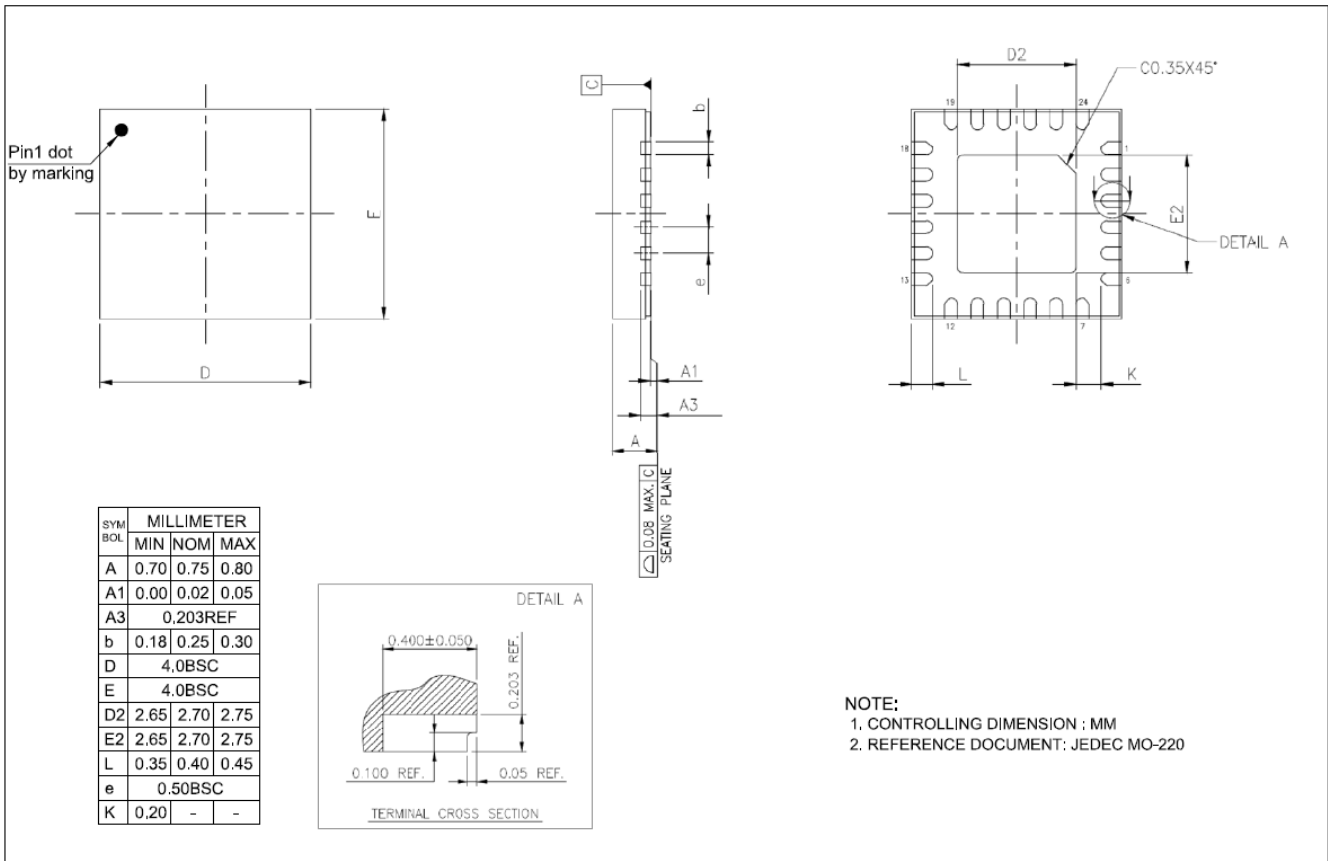 Pin1 dot
by marking
D
E
C
b
e
A1
A3
A
⌓ 0.08 MAX. C
SEATING PLANE
D2
C0.35X45°
19
24
18
1
E2
DETAIL A
13
6
12
7
L
K
SYM
BOL
MILLIMETER
MIN NOM MAX
A 0.70 0.75 0.80
A1 0.00 0.02 0.05
A3 0.203REF
b 0.18 0.25 0.30
D 4.0BSC
E 4.0BSC
D2 2.65 2.70 2.75
E2 2.65 2.70 2.75
L 0.35 0.40 0.45
e 0.50BSC
K 0.20 - -
DETAIL A
0.400±0.050
0.203 REF.
0.100 REF.
0.05 REF.
TERMINAL CROSS SECTION
NOTE:
1. CONTROLLING DIMENSION : MM
2. REFERENCE DOCUMENT: JEDEC MO-220